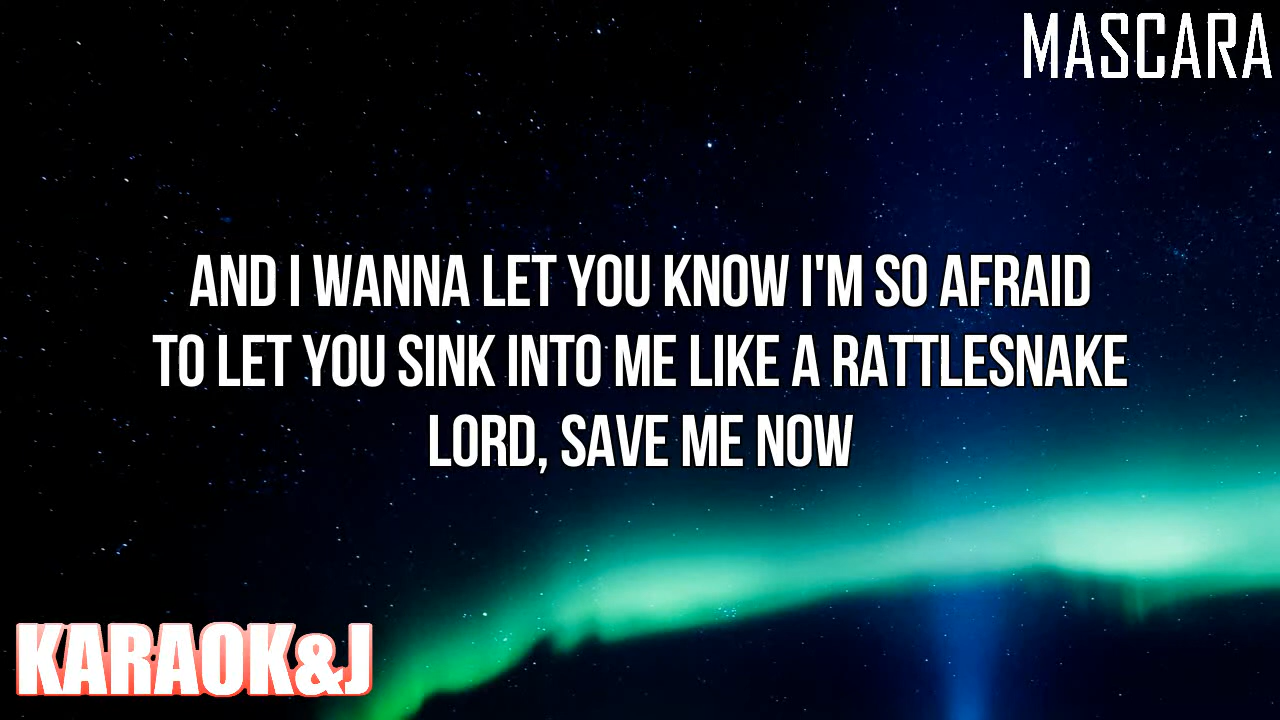 MASCARA
AND I WANNA LET YOU KNOW I'M SO AFRAID
TO LET YOU SINK INTO ME LIKE A RATTLESNAKE
LORD, SAVE ME NOW
KARAOK&J